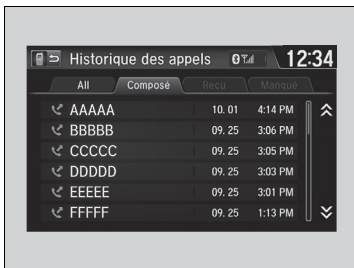 Historique des appels 12:34
All Composé Reçu Manqué
AAAAA 10. 01 4:14 PM
BBBBB 09. 25 3:06 PM
CCCCC 09. 25 3:05 PM
DDDDD 09. 25 3:03 PM
EEEEE 09. 25 3:01 PM
FFFFF 09. 25 1:13 PM